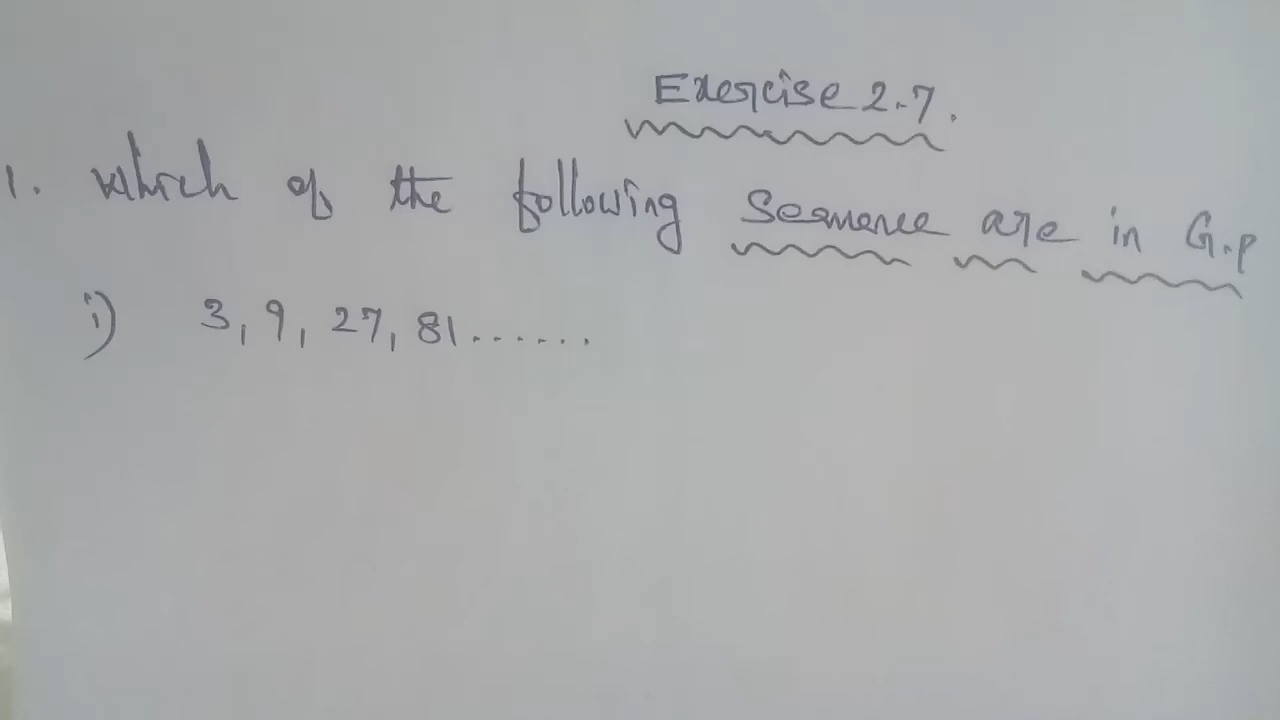 Exercise 2.7.
1. which of the following Sequence are in G.p
i) 3, 9, 27, 81......